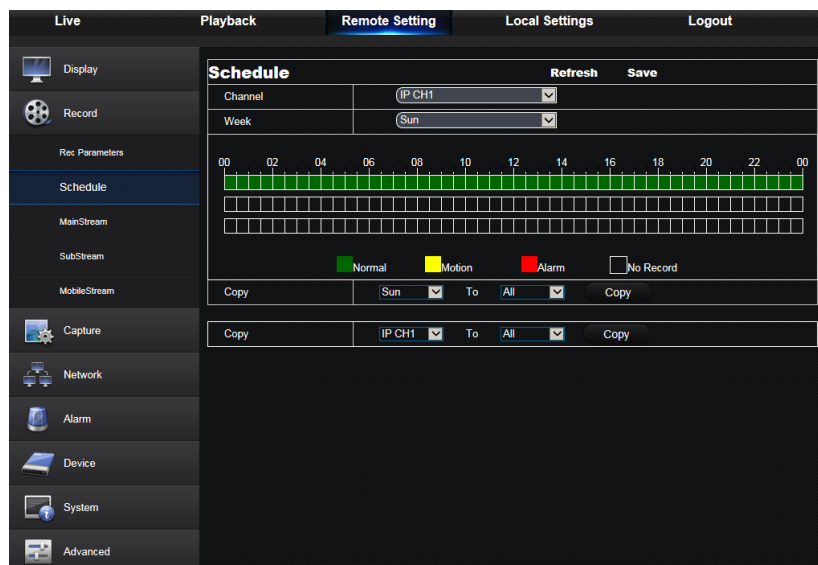 Live Playback Remote Setting Local Settings Logout
Display
Record
Rec Parameters
Schedule
MainStream
SubStream
MobileStream
Capture
Network
Alarm
Device
System
Advanced
Schedule Refresh Save
Channel IP CH1
Week Sun
00 02 04 06 08 10 12 14 16 18 20 22 00
Normal Motion Alarm No Record
Copy Sun To All Copy
Copy IP CH1 To All Copy